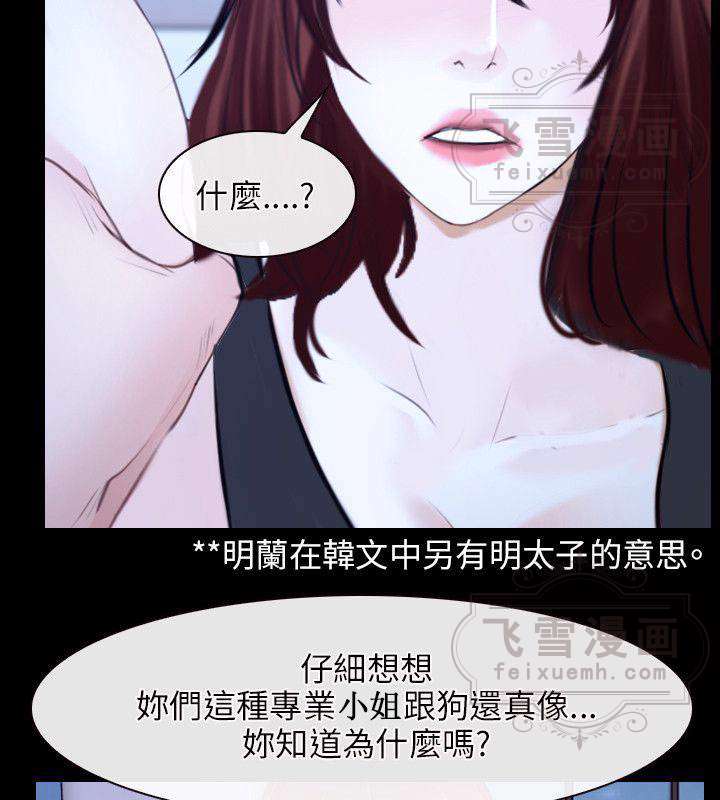 飞雪漫画
feixuemh.com
什麼....?
**明蘭在韓文中另有明太子的意思。
飞雪漫画
feixuemh.com
仔細想想
妳們這種專業小姐跟狗還真像...
妳知道為什麼嗎?